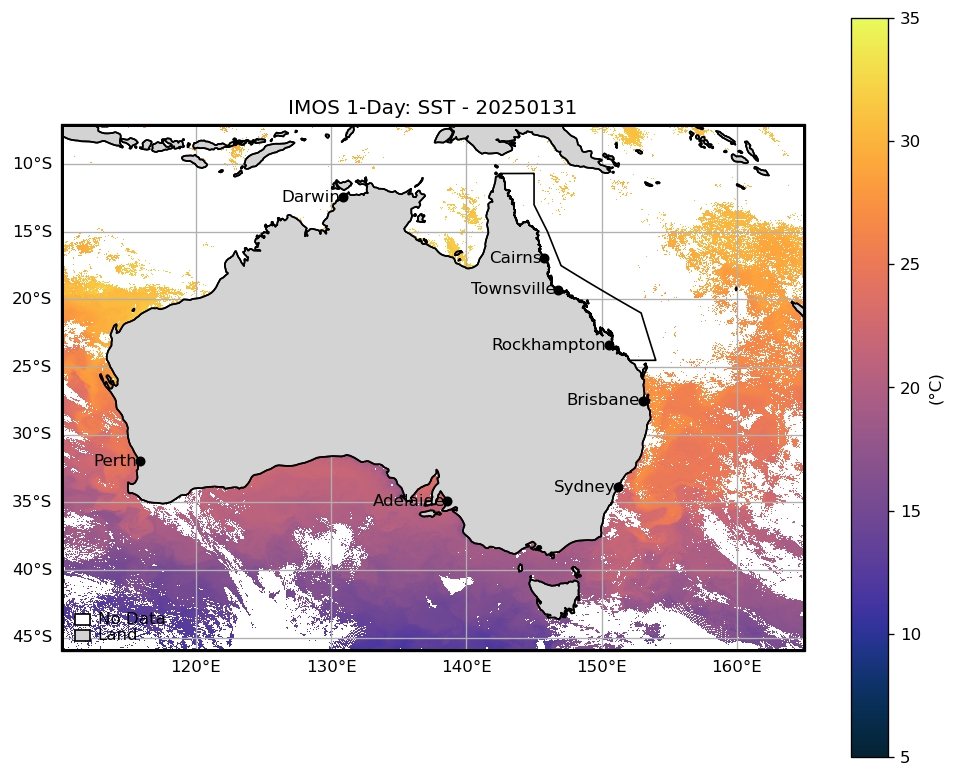 IMOS 1-Day: SST - 20250131
35
30
25
20
15
10
5
(°C)
10°S
15°S
20°S
25°S
30°S
35°S
40°S
45°S
Darwin
Cairns
Townsville
Rockhampton
Brisbane
Perth
Sydney
Adelaide
No Data
Land
120°E 130°E 140°E 150°E 160°E